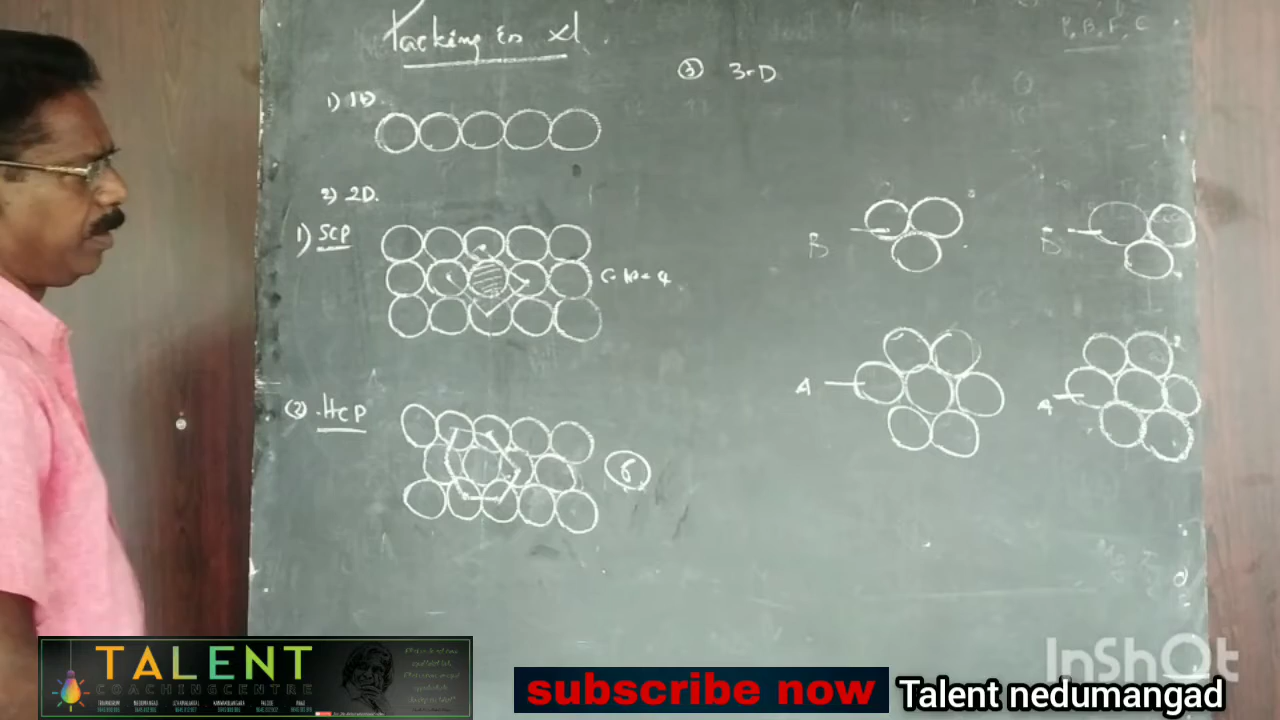 Packing in xl.
1) 1D.
2) 2D.
1) SCP
C.N = 4
(2) .HCP
6
③ 3-D
P, B, F, C
B
B
A
A
TALENT
COACHING CENTRE
subscribe now
Talent nedumangad
InShOt